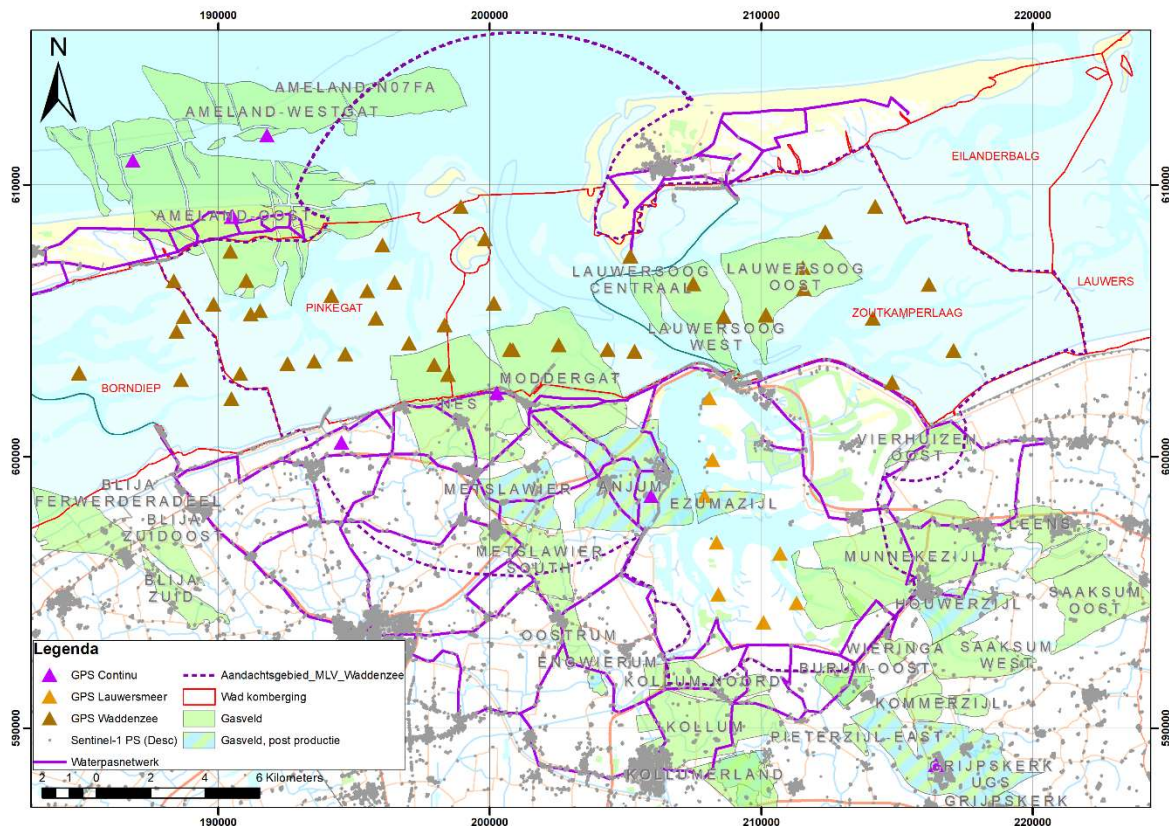 190000
200000
210000
220000
N
AMELAND-N07FA
AMELAND-WESTGAT
EILANDERBALG
610000
610000
AMELAND-OOST
LAUWERSOOG
CENTRAAL
LAUWERSOOG
OOST
LAUWERS
PINKEGAT
ZOUTKAMPERLAAG
LAUWERSOOG
WEST
BORNDIEP
MODDERGAT
NES
600000
600000
VIERHUIZEN
OOST
BLIJA
FERWERDERADEEL
METSLAWIER
ANJUM
EZUMAZIJL
BLIJA
ZUIDOOST
LEENS
METSLAWIER
SOUTH
MUNNEKEZIJL
BLIJA
ZUID
HOUWERZIJL
SAAKSUM
OOST
OOSTRUM
WIERINGA
SAAKSUM
WEST
ENGWIERUM
BURUM-OOST
KOLLUM-NOORD
KOMMERZIJL
KOLLUM
590000
590000
PIETERZIJL-EAST
KOLLUMERLAND
GRIJPSKERK
UGS
GRIJPSKERK
Legenda
GPS Continu
GPS Lauwersmeer
GPS Waddenzee
Sentinel-1 PS (Desc)
Waterpasnetwerk
Aandachtsgebied_MLV_Waddenzee
Wad komberging
Gasveld
Gasveld, post productie
2 1 0 2 4 6 Kilometers
190000
200000
210000
220000